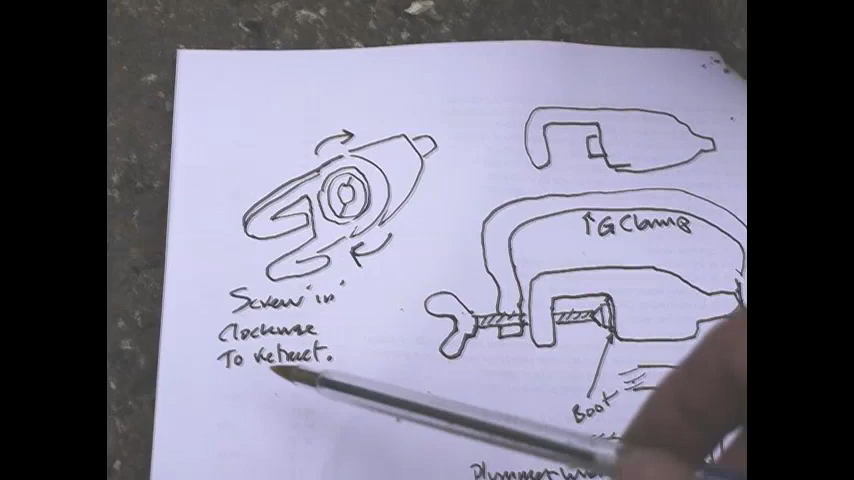 Screw 'in'
Clockwise
To retract.
↑G Clamp
Boot